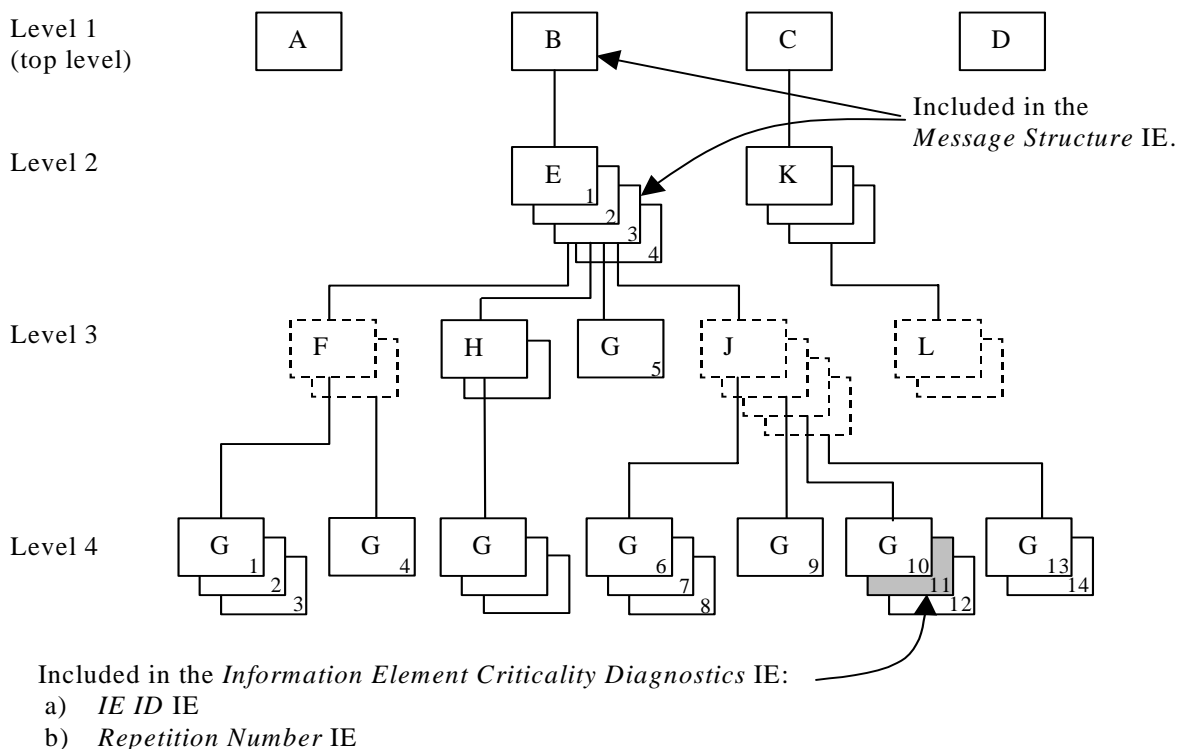 Level 1
(top level)
A
B
C
D
Included in the
Message Structure IE.
Level 2
E
1
2
3
4
K
Level 3
F
H
G
5
J
L
Level 4
G
1
2
3
G
4
G
G
6
7
8
G
9
G
10
11
12
G
13
14
Included in the Information Element Criticality Diagnostics IE:
a) IE ID IE
b) Repetition Number IE